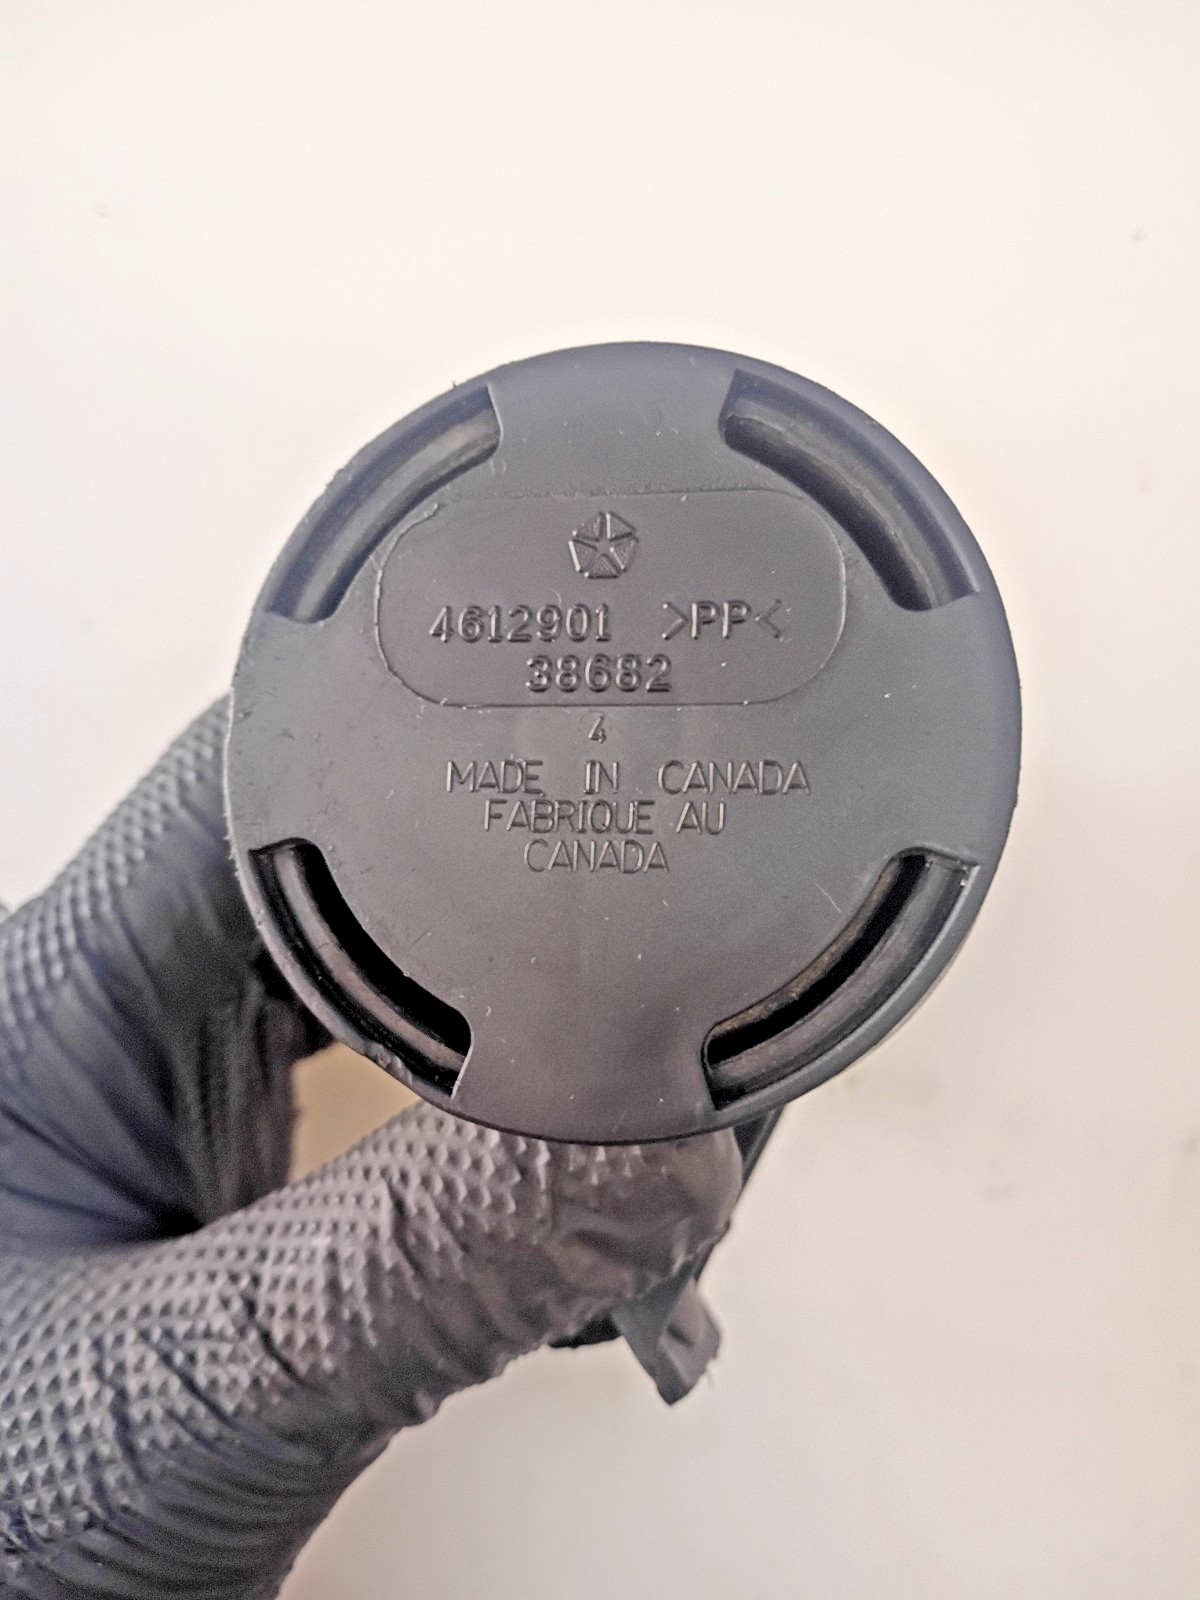 4612901 >PP<
38682
4
MADE IN CANADA
FABRIQUE AU
CANADA